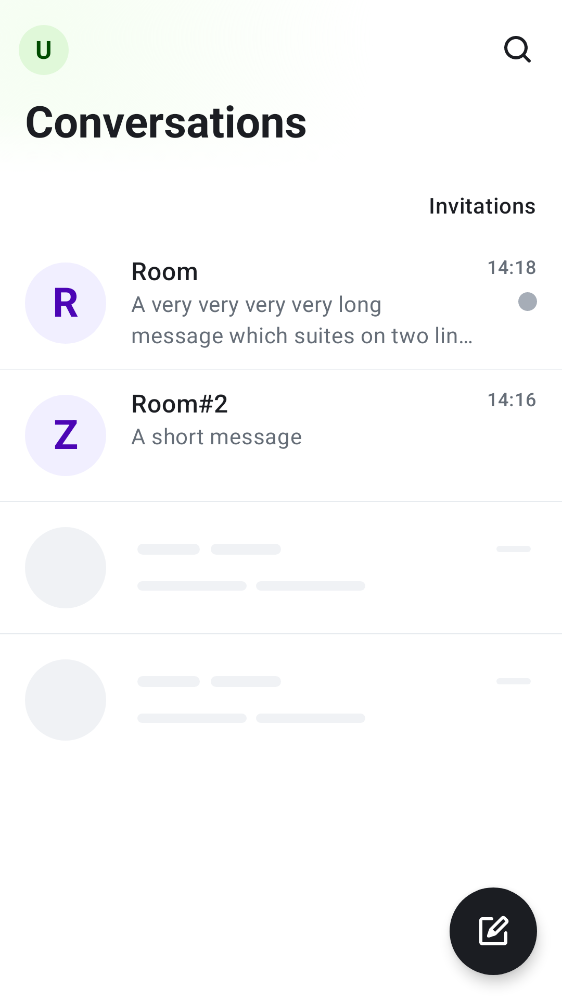 U
Conversations
Invitations
R
Room
14:18
A very very very very long
message which suites on two lin…
Z
Room#2
14:16
A short message